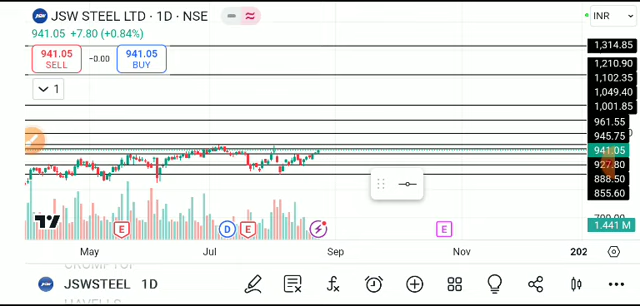 JSW STEEL LTD · 1D · NSE
INR
941.05 +7.80 (+0.84%)
941.05
SELL
−0.00
941.05
BUY
1
1,314.85
1,210.90
1,102.35
1,049.40
1,001.85
961.55
945.75
941.05
927.80
888.50
855.60
1.441 M
E
D
E
E
May
Jul
Sep
Nov
202
JSWSTEEL 1D